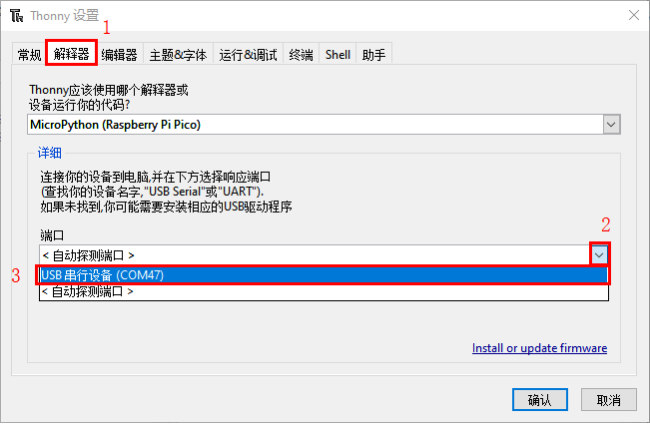 Thonny 设置
1
常规 解释器 编辑器 主题&字体 运行&调试 终端 Shell 助手
Thonny应该使用哪个解释器或
设备运行你的代码?
MicroPython (Raspberry Pi Pico)
详细
连接你的设备到电脑,并在下方选择响应端口
(查找你的设备名字,"USB Serial"或"UART").
如果未找到,你可能需要安装相应的USB驱动程序
2
端口
< 自动探测端口 >
3
USB 串行设备 (COM47)
< 自动探测端口 >
Install or update firmware
确认 取消